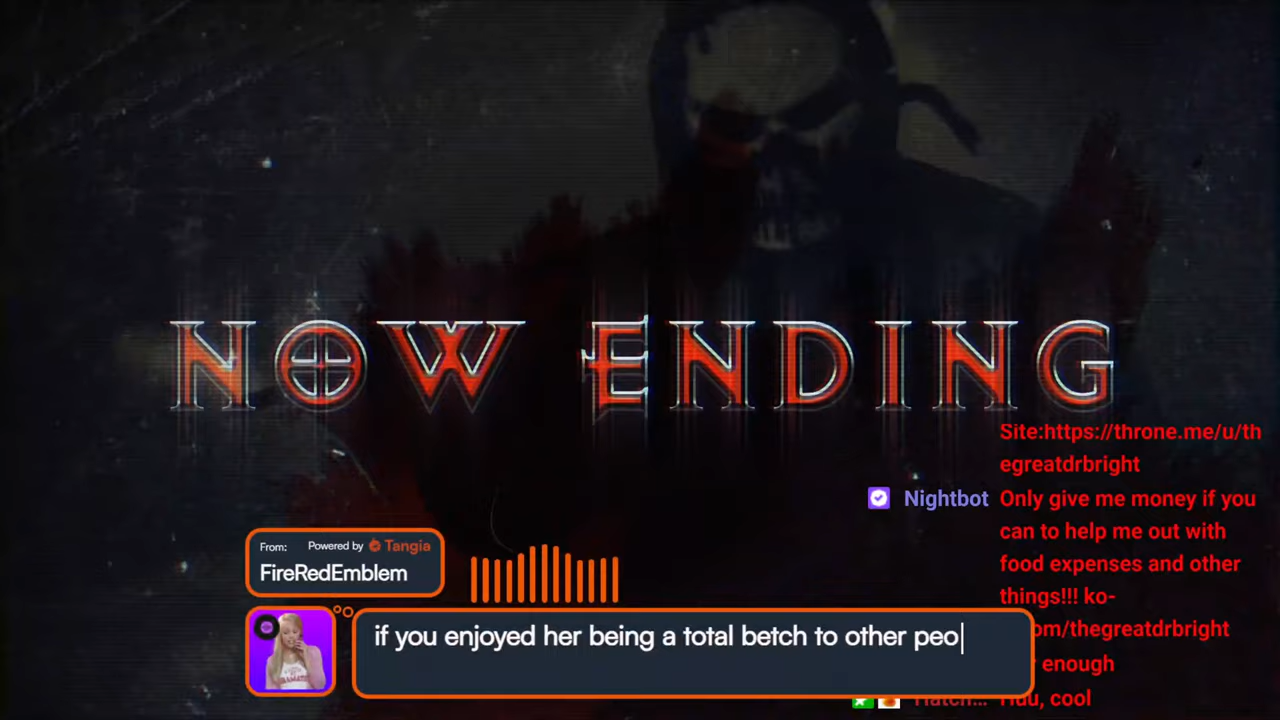 NOW ENDING
Site:https://throne.me/u/th
egreatdrbright
Nightbot Only give me money if you
can to help me out with
food expenses and other
things!!! ko-
om/thegreatdrbright
enough
cool
From: Powered by Tangia
FireRedEmblem
if you enjoyed her being a total betch to other peo